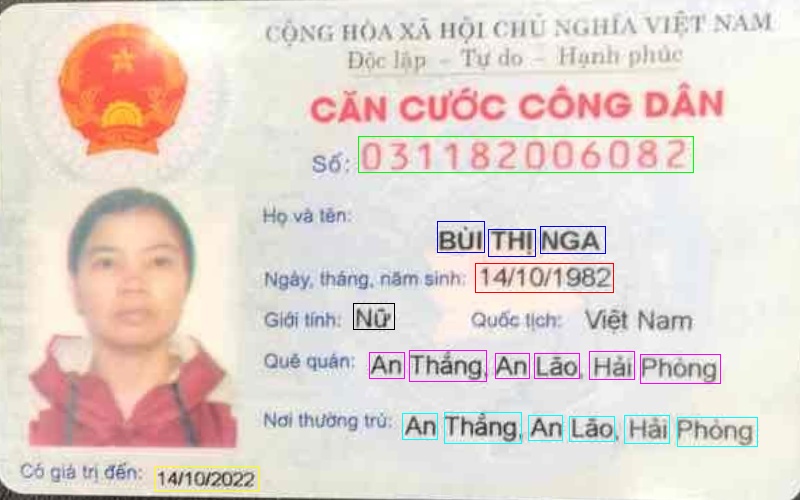 CỘNG HÒA XÃ HỘI CHỦ NGHĨA VIỆT NAM
Độc lập - Tự do - Hạnh phúc
CĂN CƯỚC CÔNG DÂN
Số: 031182006082
Họ và tên:
BÙI THỊ NGA
Ngày, tháng, năm sinh: 14/10/1982
Giới tính: Nữ Quốc tịch: Việt Nam
Quê quán: An Thắng, An Lão, Hải Phòng
Nơi thường trú: An Thắng, An Lão, Hải Phòng
Có giá trị đến: 14/10/2022